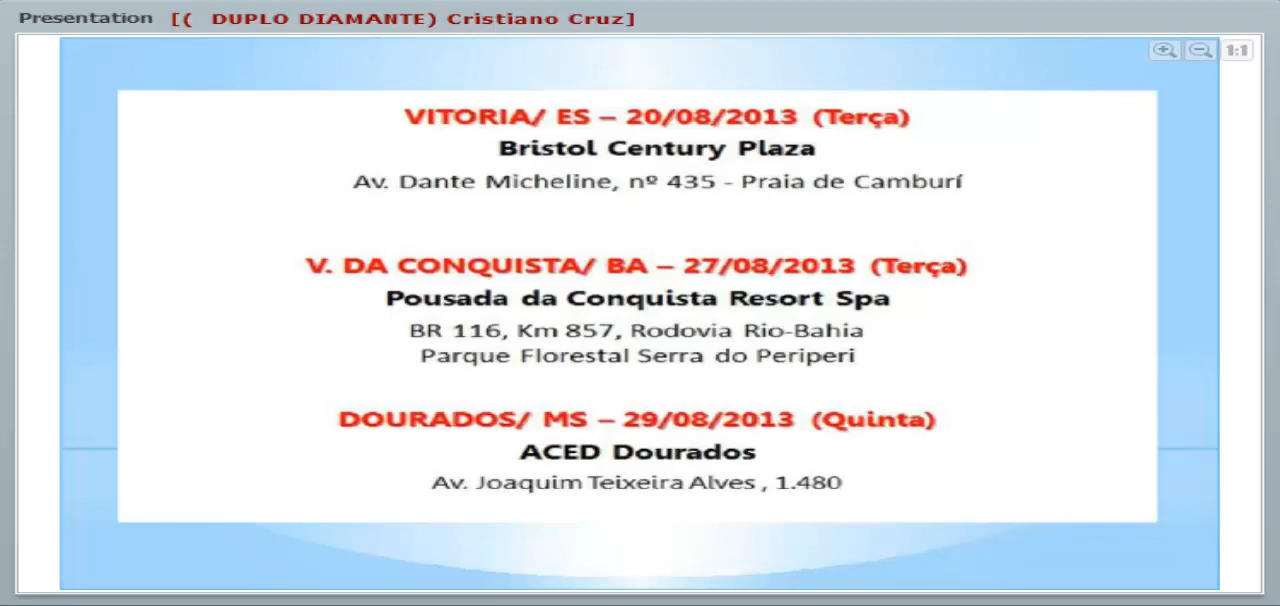 Presentation [( DUPLO DIAMANTE) Cristiano Cruz]
1:1
VITORIA/ ES – 20/08/2013 (Terça)
Bristol Century Plaza
Av. Dante Micheline, nº 435 - Praia de Camburí
V. DA CONQUISTA/ BA – 27/08/2013 (Terça)
Pousada da Conquista Resort Spa
BR 116, Km 857, Rodovia Rio-Bahia
Parque Florestal Serra do Periperi
DOURADOS/ MS – 29/08/2013 (Quinta)
ACED Dourados
Av. Joaquim Teixeira Alves , 1.480